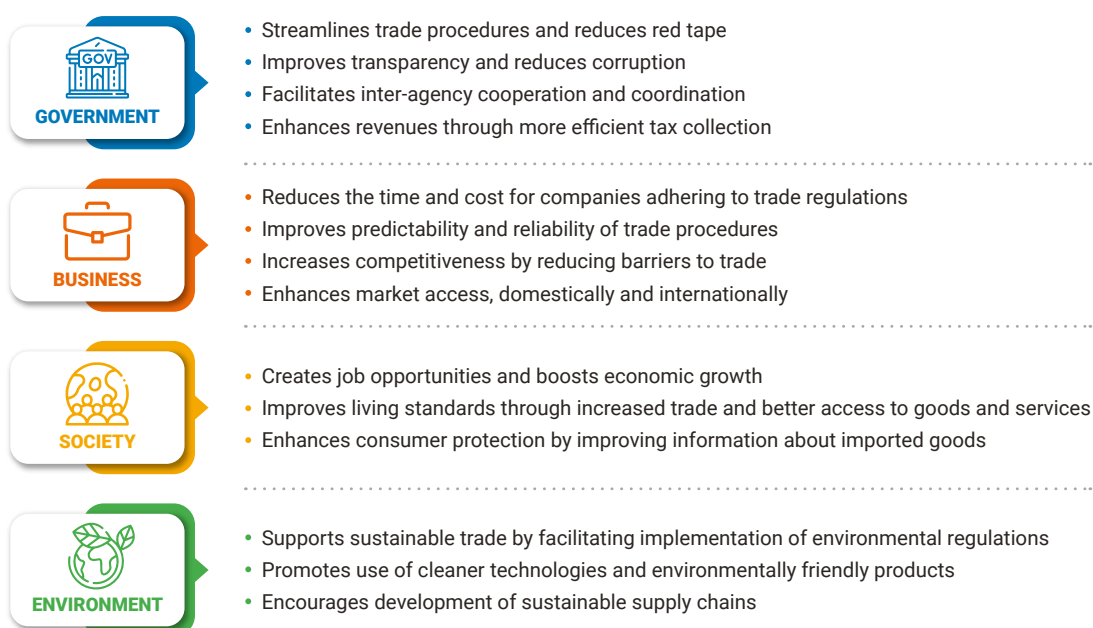 GOV
GOVERNMENT
• Streamlines trade procedures and reduces red tape
• Improves transparency and reduces corruption
• Facilitates inter-agency cooperation and coordination
• Enhances revenues through more efficient tax collection
BUSINESS
• Reduces the time and cost for companies adhering to trade regulations
• Improves predictability and reliability of trade procedures
• Increases competitiveness by reducing barriers to trade
• Enhances market access, domestically and internationally
SOCIETY
• Creates job opportunities and boosts economic growth
• Improves living standards through increased trade and better access to goods and services
• Enhances consumer protection by improving information about imported goods
ENVIRONMENT
• Supports sustainable trade by facilitating implementation of environmental regulations
• Promotes use of cleaner technologies and environmentally friendly products
• Encourages development of sustainable supply chains